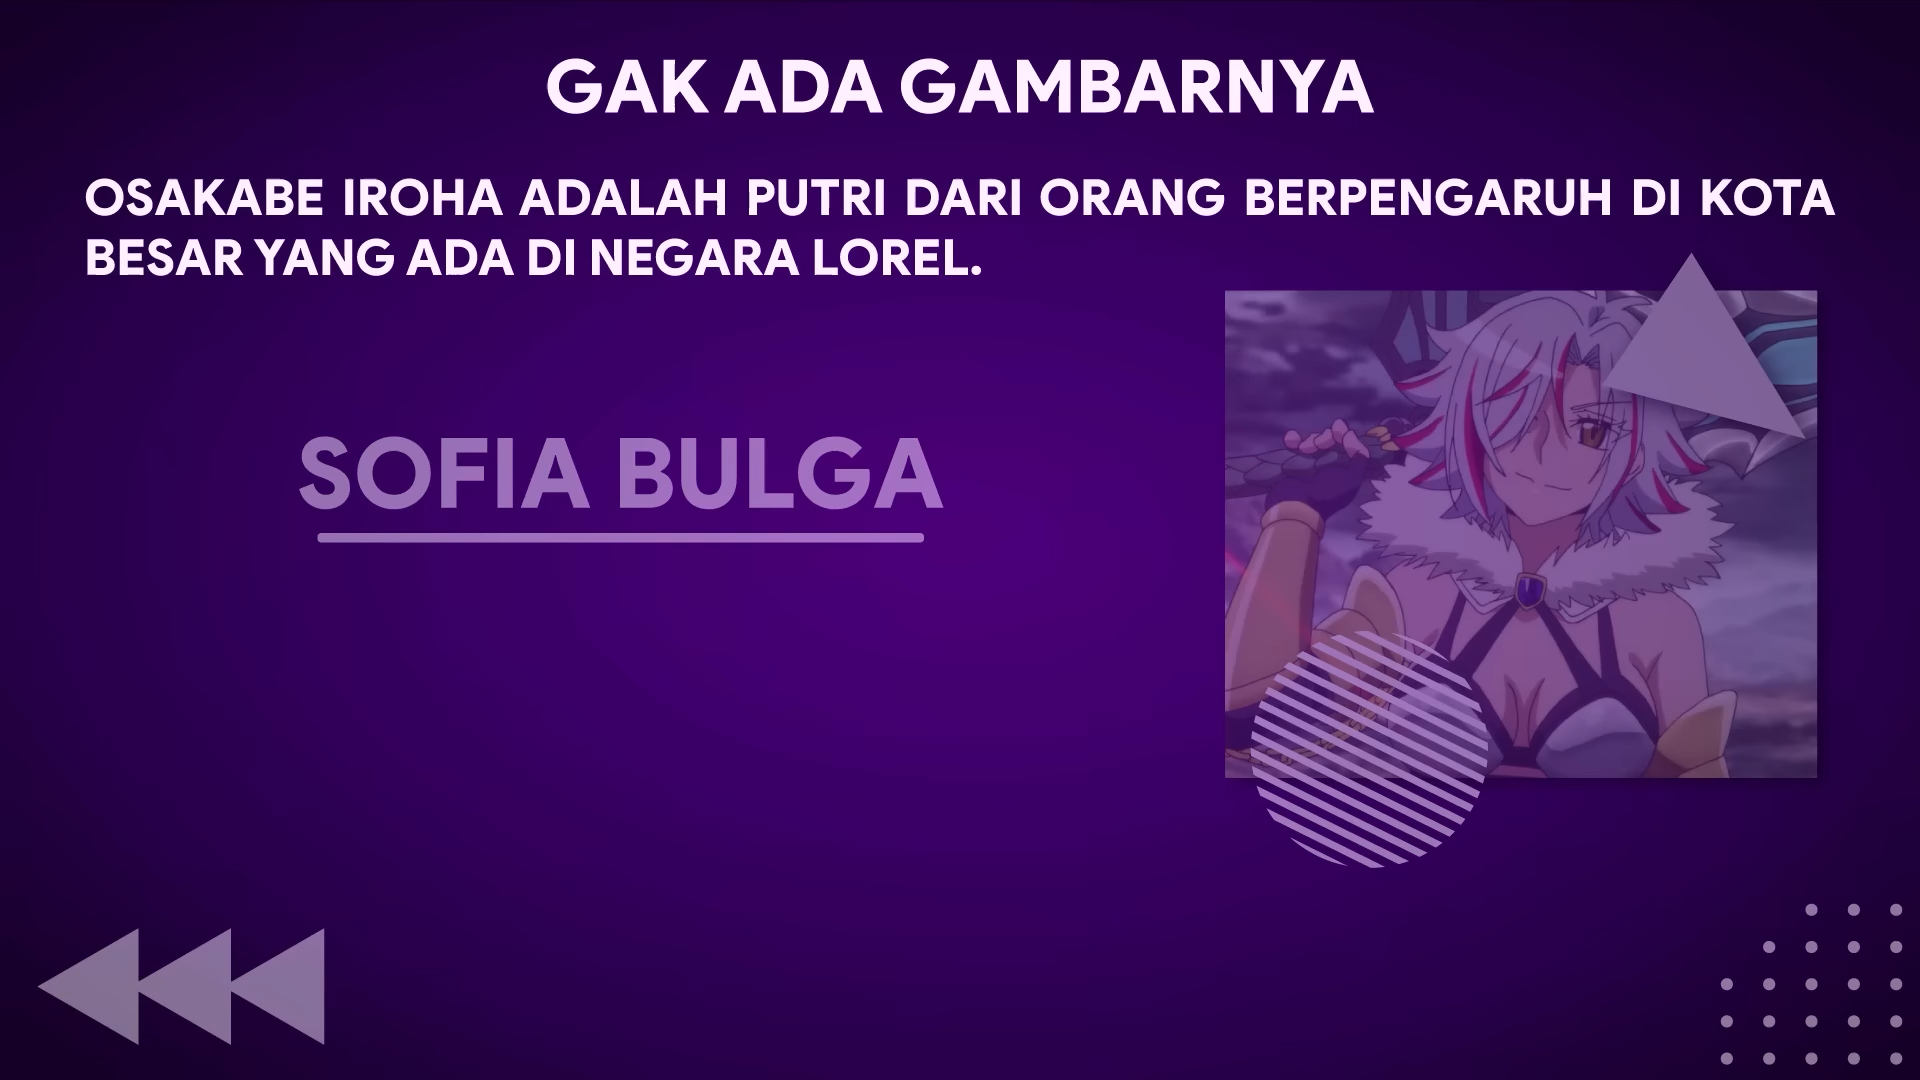 GAK ADA GAMBARNYA
OSAKABE IROHA ADALAH PUTRI DARI ORANG BERPENGARUH DI KOTA
BESAR YANG ADA DI NEGARA LOREL.
SOFIA BULGA